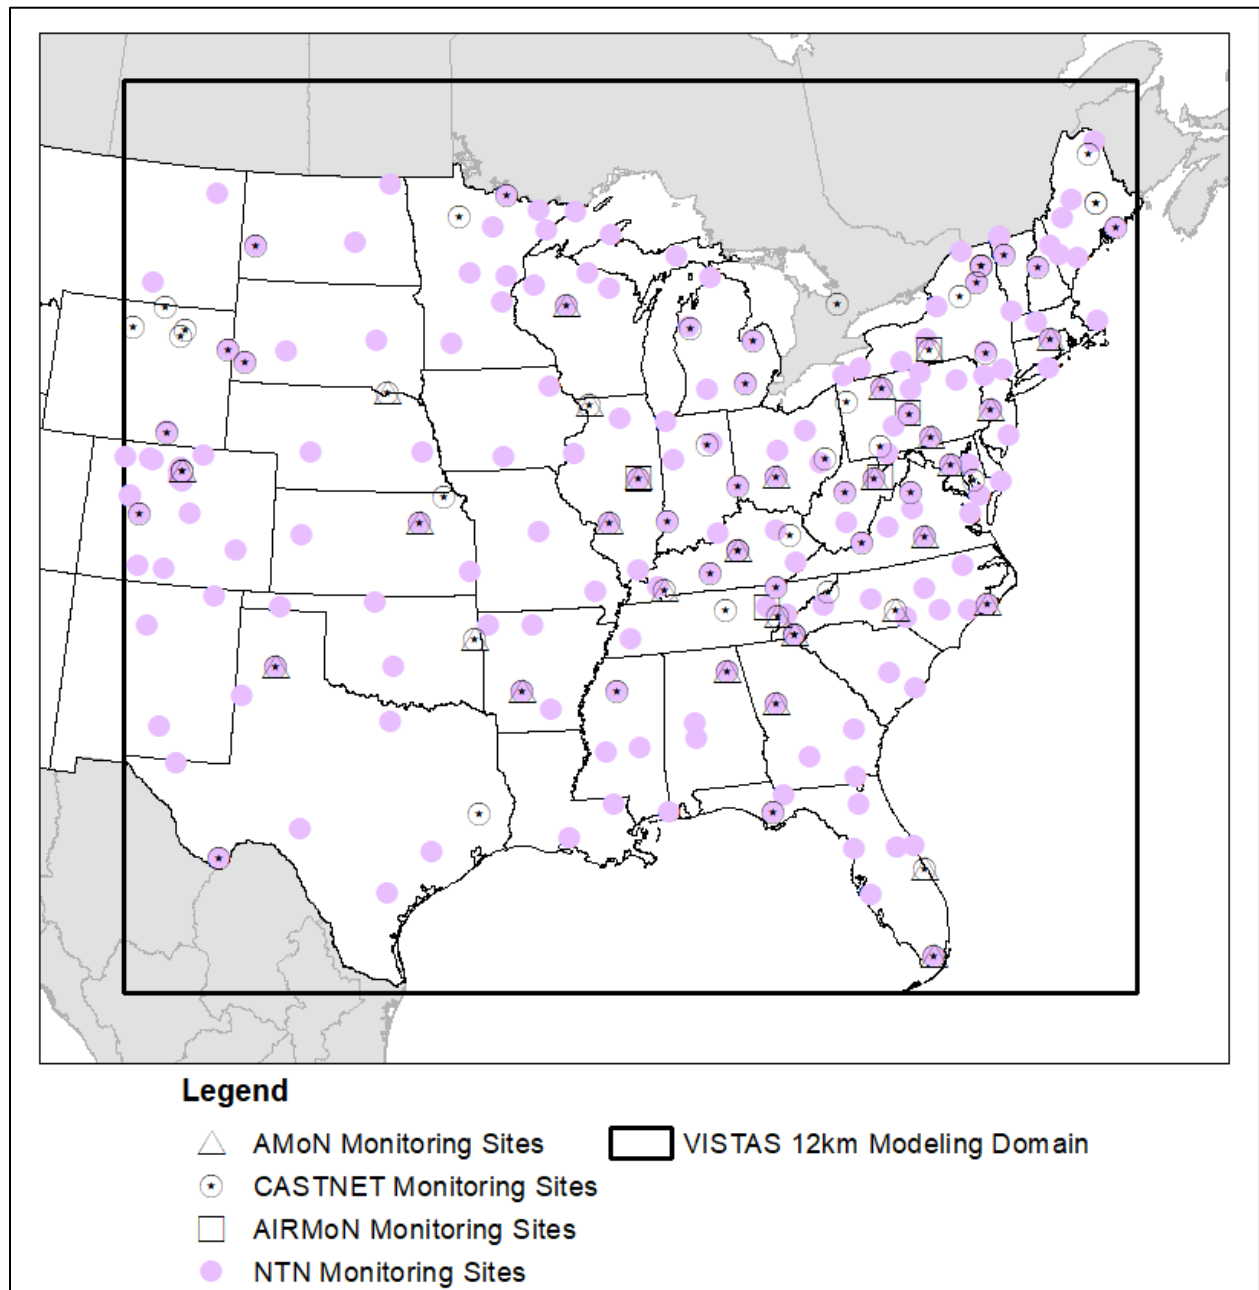 Legend
AMoN Monitoring Sites
VISTAS 12km Modeling Domain
CASTNET Monitoring Sites
AIRMoN Monitoring Sites
NTN Monitoring Sites